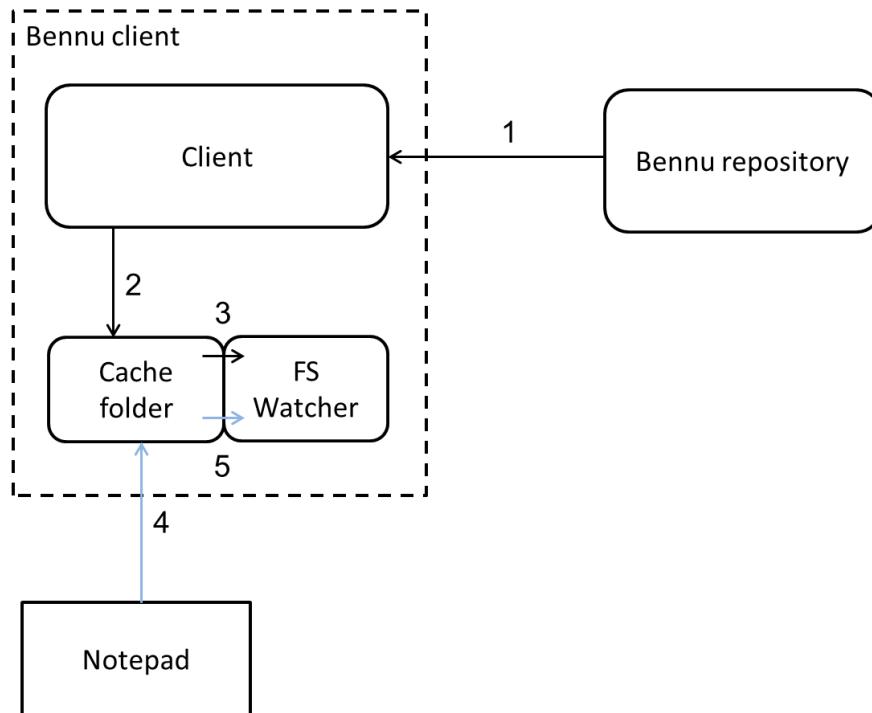 Bennu client
Client
1
Bennu repository
2
3
Cache
folder
FS
Watcher
5
4
Notepad